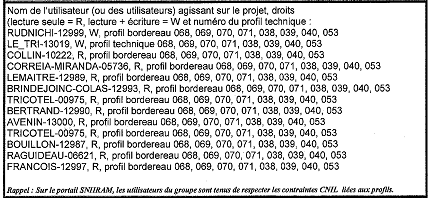 Nom de l'utilisateur (ou des utilisateurs) agissant sur le projet, droits
(lecture seule = R, lecture + écriture = W et numéro du profil technique :
RUDNICHI-12999, W, profil bordereau 068, 069, 070, 071, 038, 039, 040, 053
LE_TRI-13019, W, profil technique 068, 069, 070, 071, 038, 039, 040, 053
COLLIN-10222, R, profil bordereau 068, 069, 070, 071, 038, 039, 040, 053
CORREIA-MIRANDA-05736, R, profil bordereau 068, 069, 070, 071, 038, 039, 040, 053
LEMAITRE-12989, R, profil bordereau 068, 069, 070, 071, 038, 039, 040, 053
BRINDEJOINC-COLAS-12993, R, profil bordereau 068, 069, 070, 071, 038, 039, 040, 053
TRICOTEL-00975, R, profil bordereau 068, 069, 070, 071, 038, 039, 040, 053
BERTRAND-12990, R, profil bordereau 068, 069, 070, 071, 038, 039, 040, 053
AVENIN-13000, R, profil bordereau 068, 069, 070, 071, 038, 039, 040, 053
TRICOTEL-00975, R, profil bordereau 068, 069, 070, 071, 038, 039, 040, 053
BOUILLON-12987, R, profil bordereau 068, 069, 070, 071, 038, 039, 040, 053
RAGUIDEAU-06621, R, profil bordereau 068, 069, 070, 071, 038, 039, 040, 053
FRANCOIS-12997, R, profil bordereau 068, 069, 070, 071, 038, 039, 040, 053
Rappel : Sur le portail SNIIRAM, les utilisateurs du groupe sont tenus de respecter les contraintes CNIL liées aux profils.